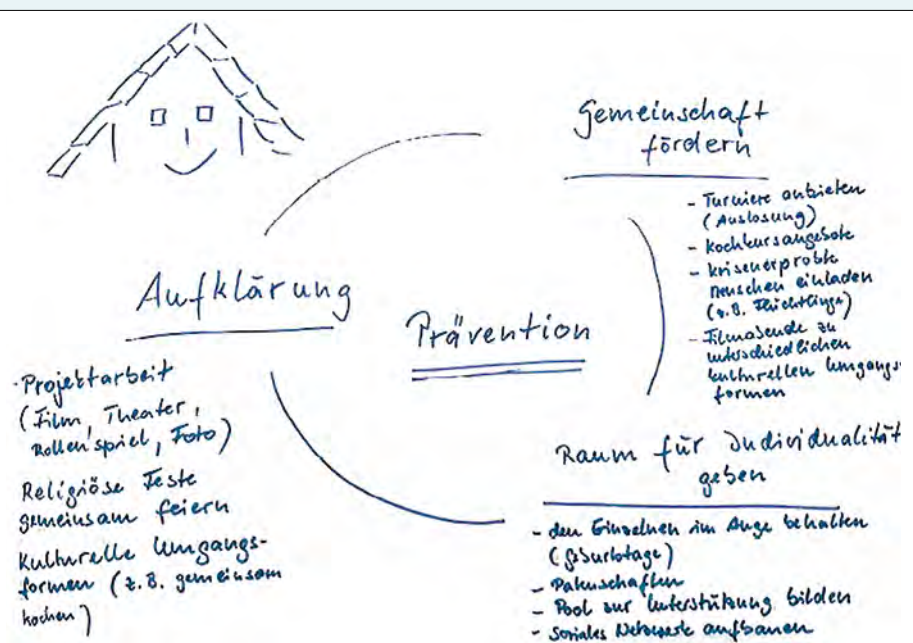 Gemeinschaft
fördern
- Turniere anbieten
(Auslosung)
- Kochkursangebote
- krisenerprobte
Menschen einladen
(z.B. Flüchtlinge)
- Filmabende zu
unterschiedlichen
kulturellen Umgangs-
formen
Aufklärung
- Projektarbeit
(Film, Theater,
Rollenspiel, Foto)
Religiöse Feste
gemeinsam feiern
Kulturelle Umgangs-
formen (z.B. gemeinsam
kochen)
Prävention
Raum für Individualität
geben
- den Einzelnen im Auge behalten
(Geburtstage)
- Patenschaften
- Pool zur Unterstützung bilden
- soziales Netzwerk aufbauen